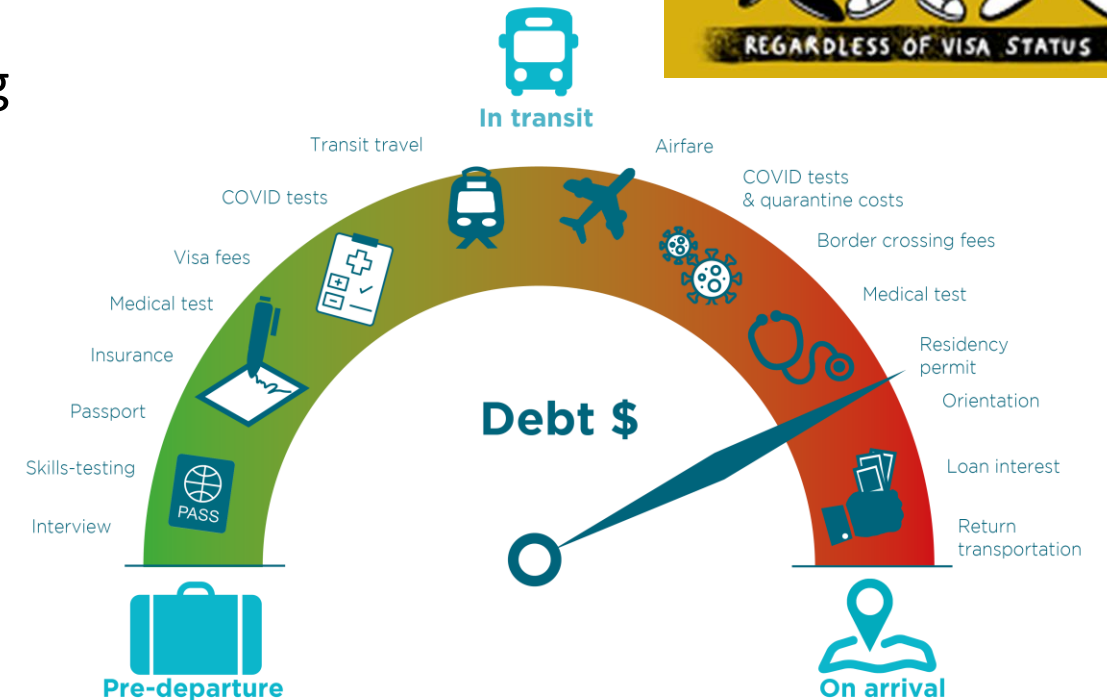 g
REGARDLESS OF VISA STATUS
In transit
Transit travel
COVID tests
Visa fees
Medical test
Insurance
Passport
Skills-testing
Interview
PASS
Pre-departure
Debt $
Airfare
COVID tests
& quarantine costs
Border crossing fees
Medical test
Residency
permit
Orientation
Loan interest
Return
transportation
On arrival